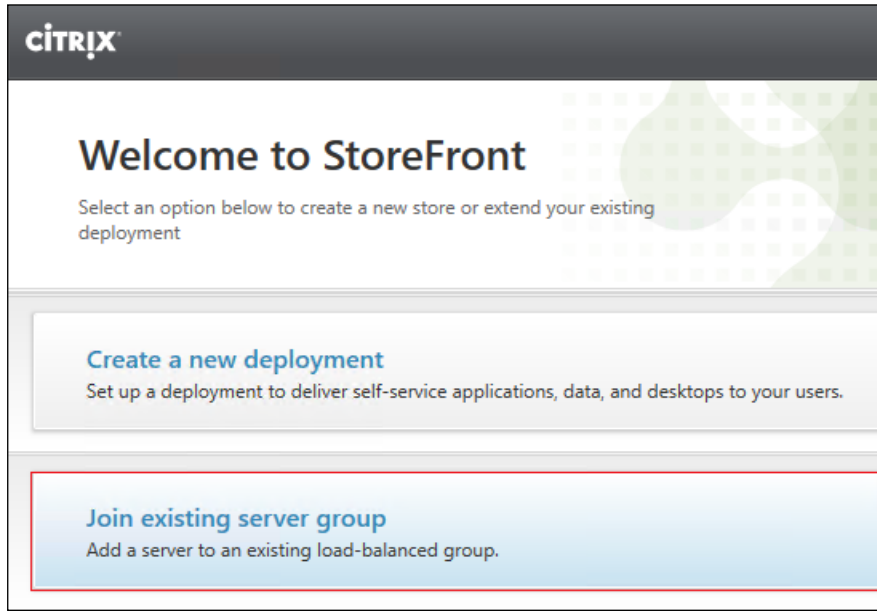 CİTRIX
Welcome to StoreFront
Select an option below to create a new store or extend your existing
deployment
Create a new deployment
Set up a deployment to deliver self-service applications, data, and desktops to your users.
Join existing server group
Add a server to an existing load-balanced group.